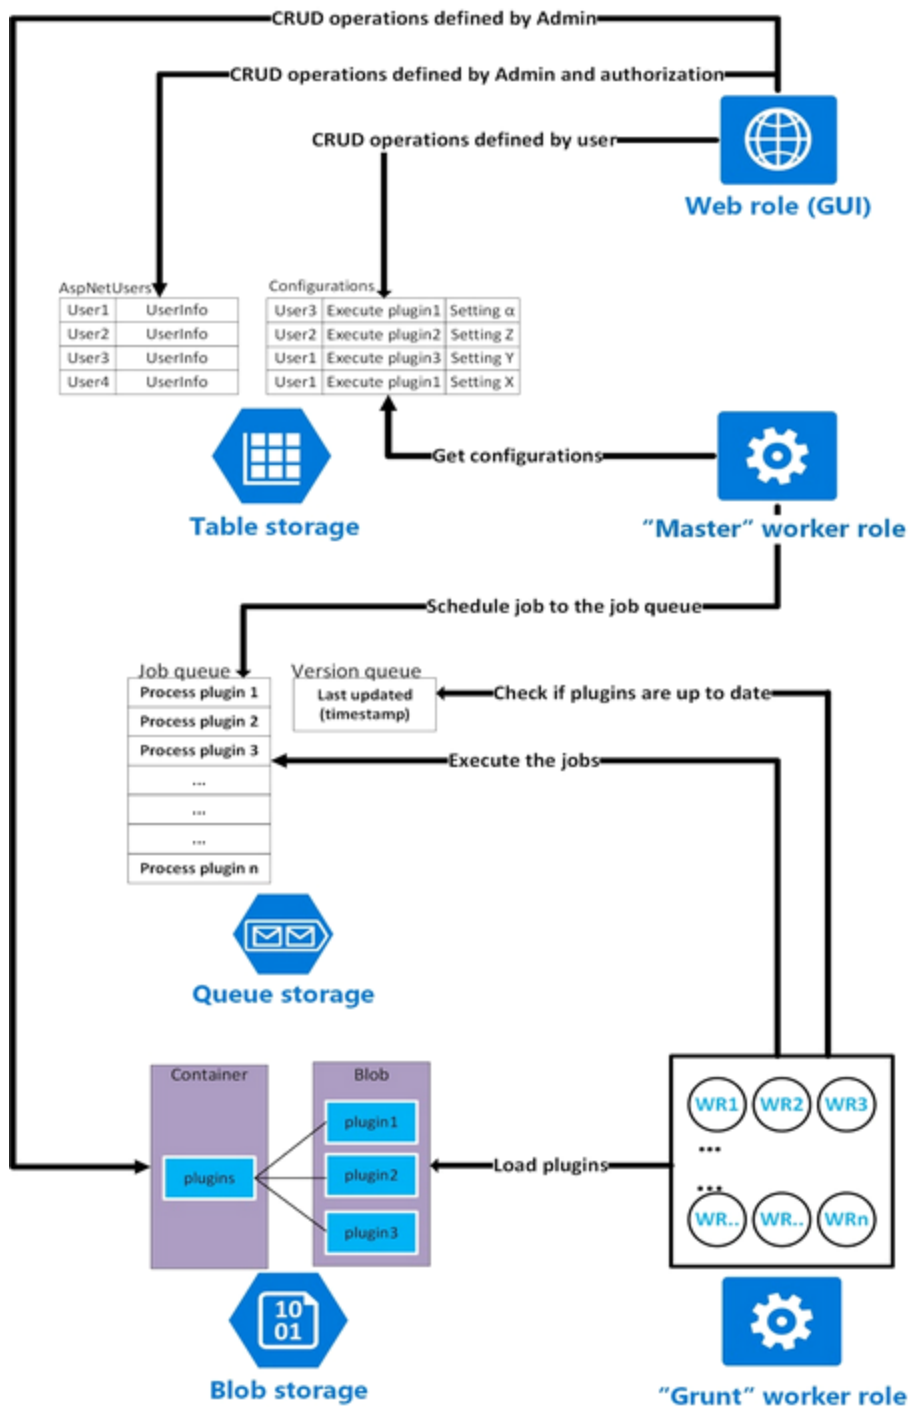 CRUD operations defined by Admin
CRUD operations defined by Admin and authorization
CRUD operations defined by user
Web role (GUI)
AspNetUsers
User1 UserInfo
User2 UserInfo
User3 UserInfo
User4 UserInfo
Configurations
User3 Execute plugin1 Setting α
User2 Execute plugin2 Setting Z
User1 Execute plugin3 Setting Y
User1 Execute plugin1 Setting X
Get configurations
Table storage
"Master" worker role
Schedule job to the job queue
Job queue
Process plugin 1
Process plugin 2
Process plugin 3
...
...
...
Process plugin n
Version queue
Last updated
(timestamp)
Check if plugins are up to date
Execute the jobs
Queue storage
Container
plugins
Blob
plugin1
plugin2
plugin3
Load plugins
WR1 WR2 WR3
...
...
WR.. WR.. WRn
10
01
Blob storage
"Grunt" worker role